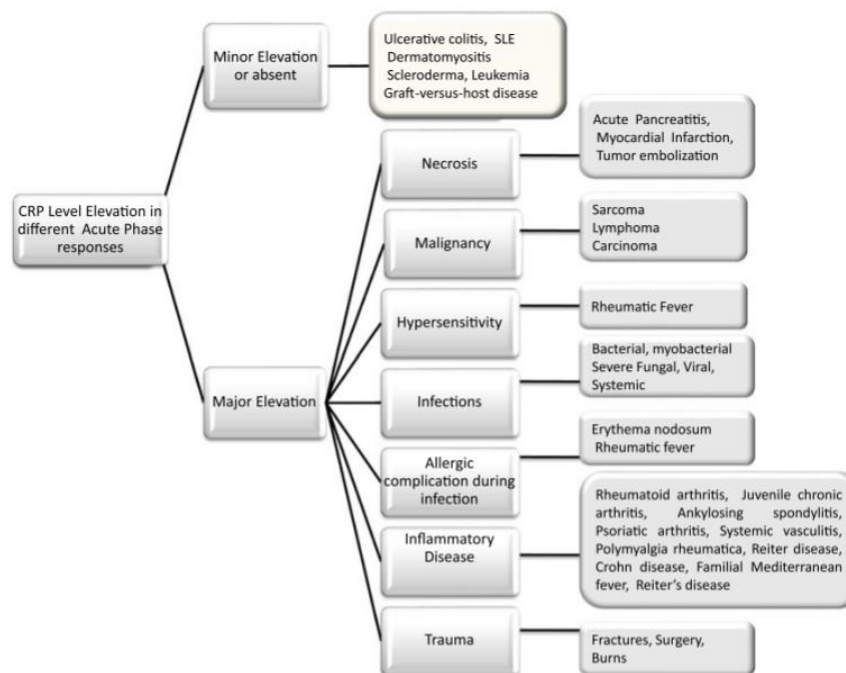 CRP Level Elevation in
different Acute Phase
responses
Minor Elevation
or absent
Ulcerative colitis, SLE
Dermatomyositis
Scleroderma, Leukemia
Graft-versus-host disease
Major Elevation
Necrosis
Acute Pancreatitis,
Myocardial Infarction,
Tumor embolization
Malignancy
Sarcoma
Lymphoma
Carcinoma
Hypersensitivity
Rheumatic Fever
Infections
Bacterial, myobacterial
Severe Fungal, Viral,
Systemic
Allergic
complication during
infection
Erythema nodosum
Rheumatic fever
Inflammatory
Disease
Rheumatoid arthritis, Juvenile chronic
arthritis, Ankylosing spondylitis,
Psoriatic arthritis, Systemic vasculitis,
Polymyalgia rheumatica, Reiter disease,
Crohn disease, Familial Mediterranean
fever, Reiter's disease
Trauma
Fractures, Surgery,
Burns